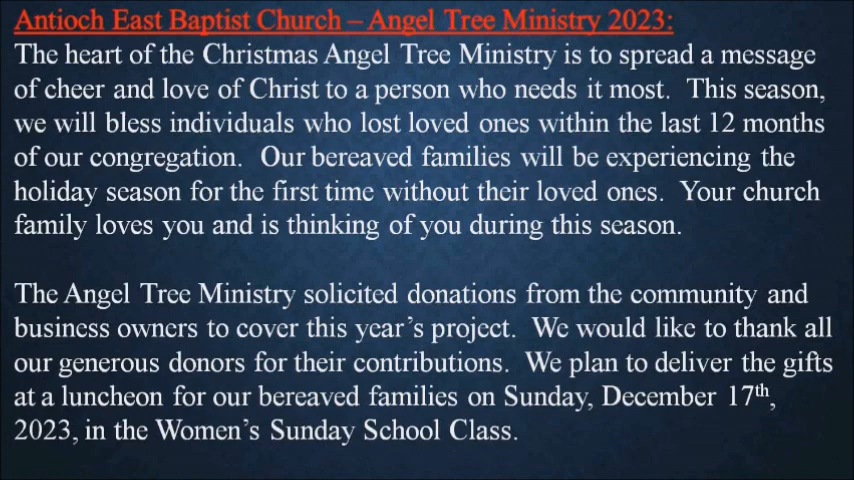 Antioch East Baptist Church – Angel Tree Ministry 2023:
The heart of the Christmas Angel Tree Ministry is to spread a message
of cheer and love of Christ to a person who needs it most.  This season,
we will bless individuals who lost loved ones within the last 12 months
of our congregation.  Our bereaved families will be experiencing the
holiday season for the first time without their loved ones.  Your church
family loves you and is thinking of you during this season.
The Angel Tree Ministry solicited donations from the community and
business owners to cover this year's project.  We would like to thank all
our generous donors for their contributions.  We plan to deliver the gifts
at a luncheon for our bereaved families on Sunday, December 17th,
2023, in the Women's Sunday School Class.